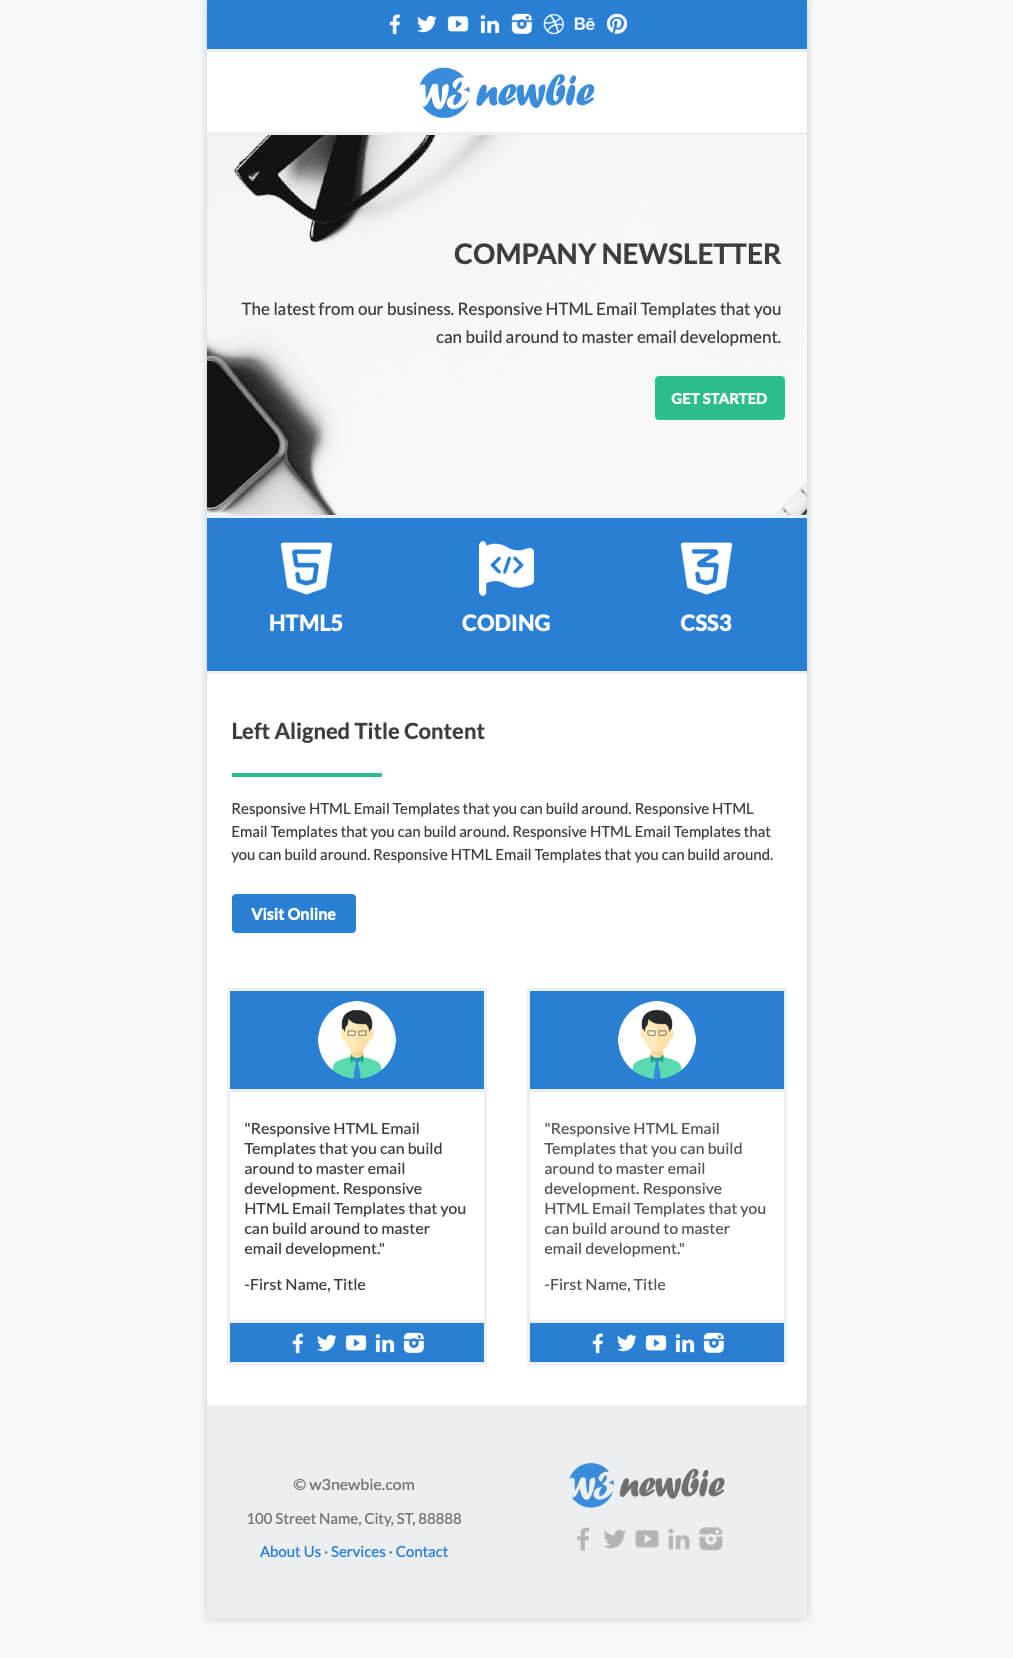 Bē
w3 newbie
COMPANY NEWSLETTER
The latest from our business. Responsive HTML Email Templates that you
can build around to master email development.
GET STARTED
HTML5
CODING
CSS3
Left Aligned Title Content
Responsive HTML Email Templates that you can build around. Responsive HTML
Email Templates that you can build around. Responsive HTML Email Templates that
you can build around. Responsive HTML Email Templates that you can build around.
Visit Online
"Responsive HTML Email
Templates that you can build
around to master email
development. Responsive
HTML Email Templates that you
can build around to master
email development."
-First Name, Title
"Responsive HTML Email
Templates that you can build
around to master email
development. Responsive
HTML Email Templates that you
can build around to master
email development."
-First Name, Title
© w3newbie.com
100 Street Name, City, ST, 88888
About Us · Services · Contact
w3 newbie